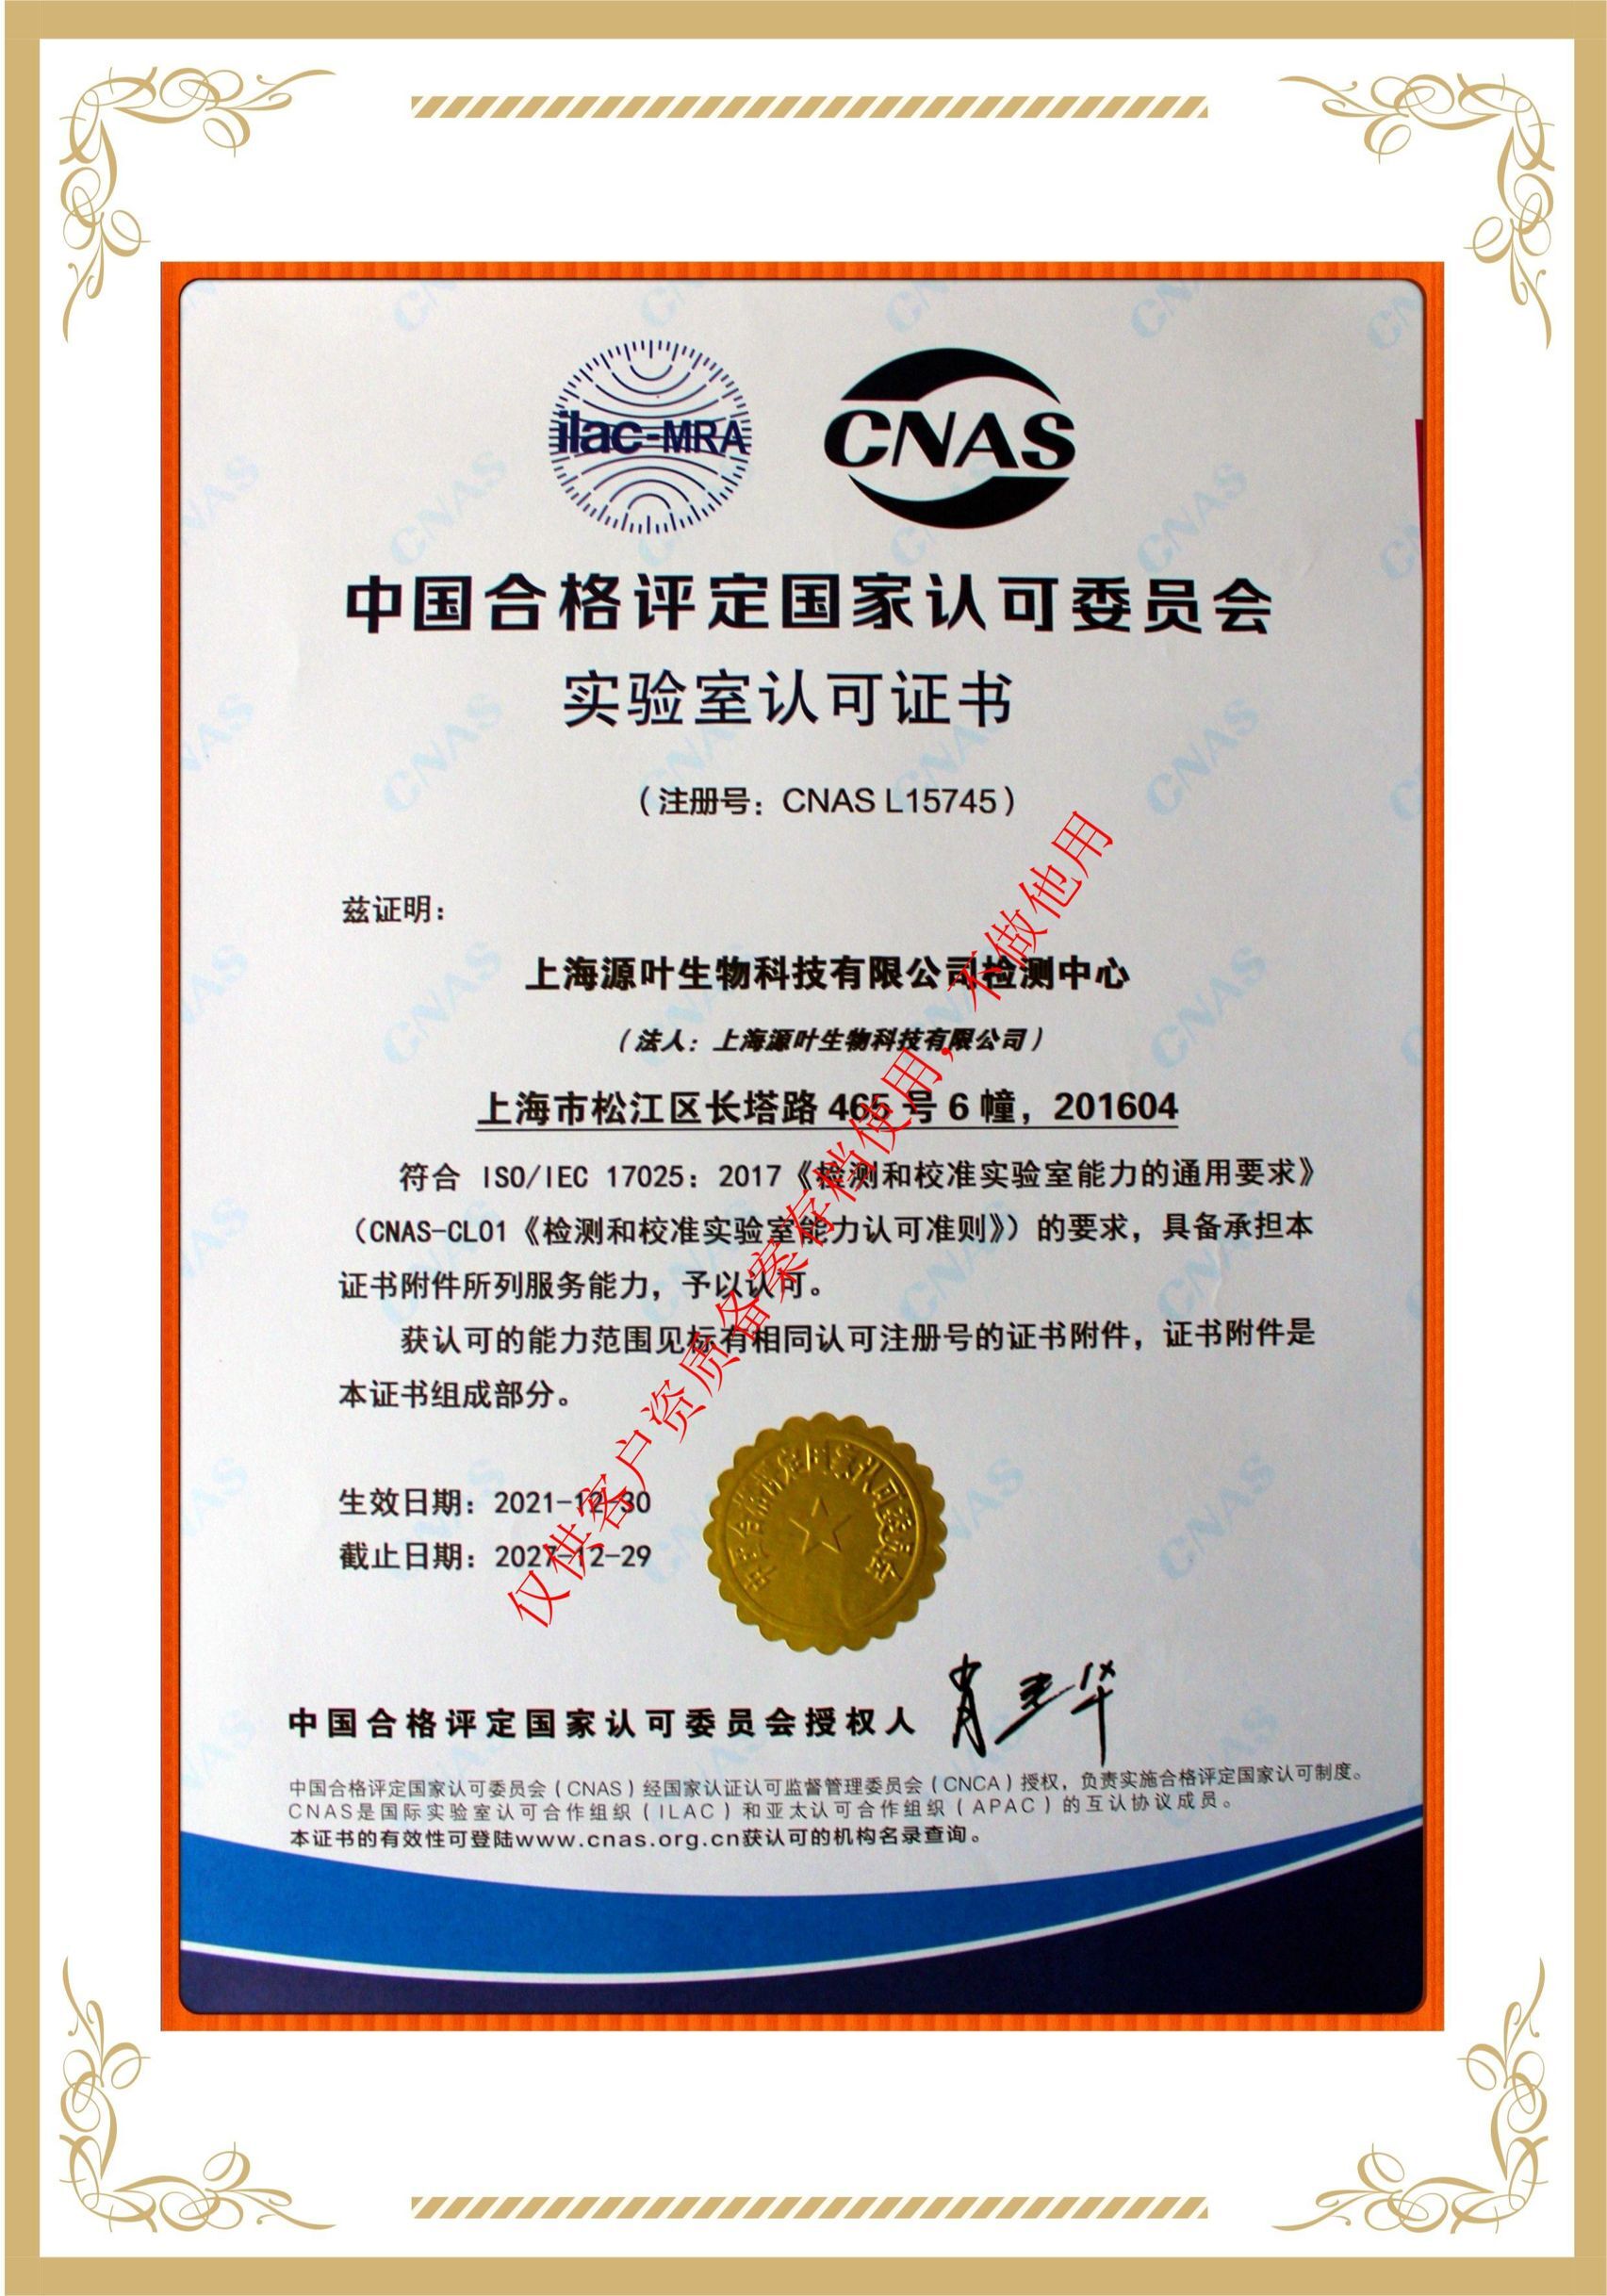 ilac-MRA
CNAS
中国合格评定国家认可委员会
实验室认可证书
（注册号：CNAS L15745）
兹证明：
上海源叶生物科技有限公司检测中心
（法人：上海源叶生物科技有限公司）
上海市松江区长塔路 465 号 6 幢，201604
符合 ISO/IEC 17025：2017《检测和校准实验室能力的通用要求》
（CNAS-CL01《检测和校准实验室能力认可准则》）的要求，具备承担本
证书附件所列服务能力，予以认可。
获认可的能力范围见标有相同认可注册号的证书附件，证书附件是
本证书组成部分。
生效日期：2021-12-30
截止日期：2027-12-29
中国合格评定国家认可委员会
中国合格评定国家认可委员会授权人
中国合格评定国家认可委员会（CNAS）经国家认证认可监督管理委员会（CNCA）授权，负责实施合格评定国家认可制度。
CNAS是国际实验室认可合作组织（ILAC）和亚太认可合作组织（APAC）的互认协议成员。
本证书的有效性可登陆www.cnas.org.cn获认可的机构名录查询。
仅供客户资质备案存档使用，不做他用